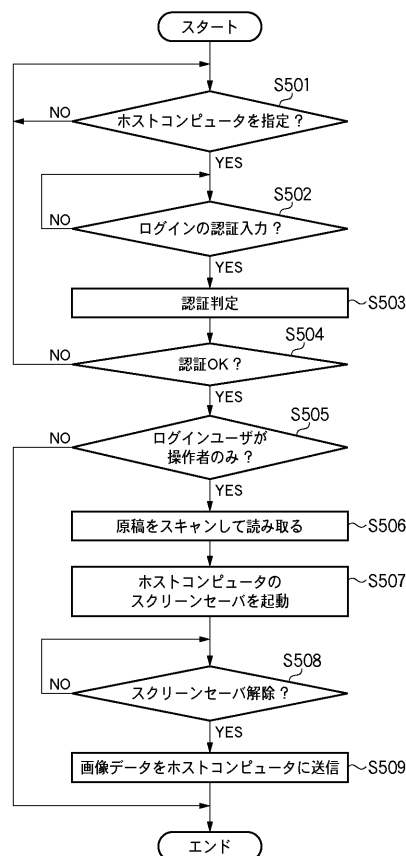 スタート
S501
NO
ホストコンピュータを指定？
YES
S502
NO
ログインの認証入力？
YES
認証判定
S503
S504
NO
認証OK？
YES
S505
NO
ログインユーザが
操作者のみ？
YES
原稿をスキャンして読み取る
S506
ホストコンピュータの
スクリーンセーバを起動
S507
S508
NO
スクリーンセーバ解除？
YES
画像データをホストコンピュータに送信
S509
エンド